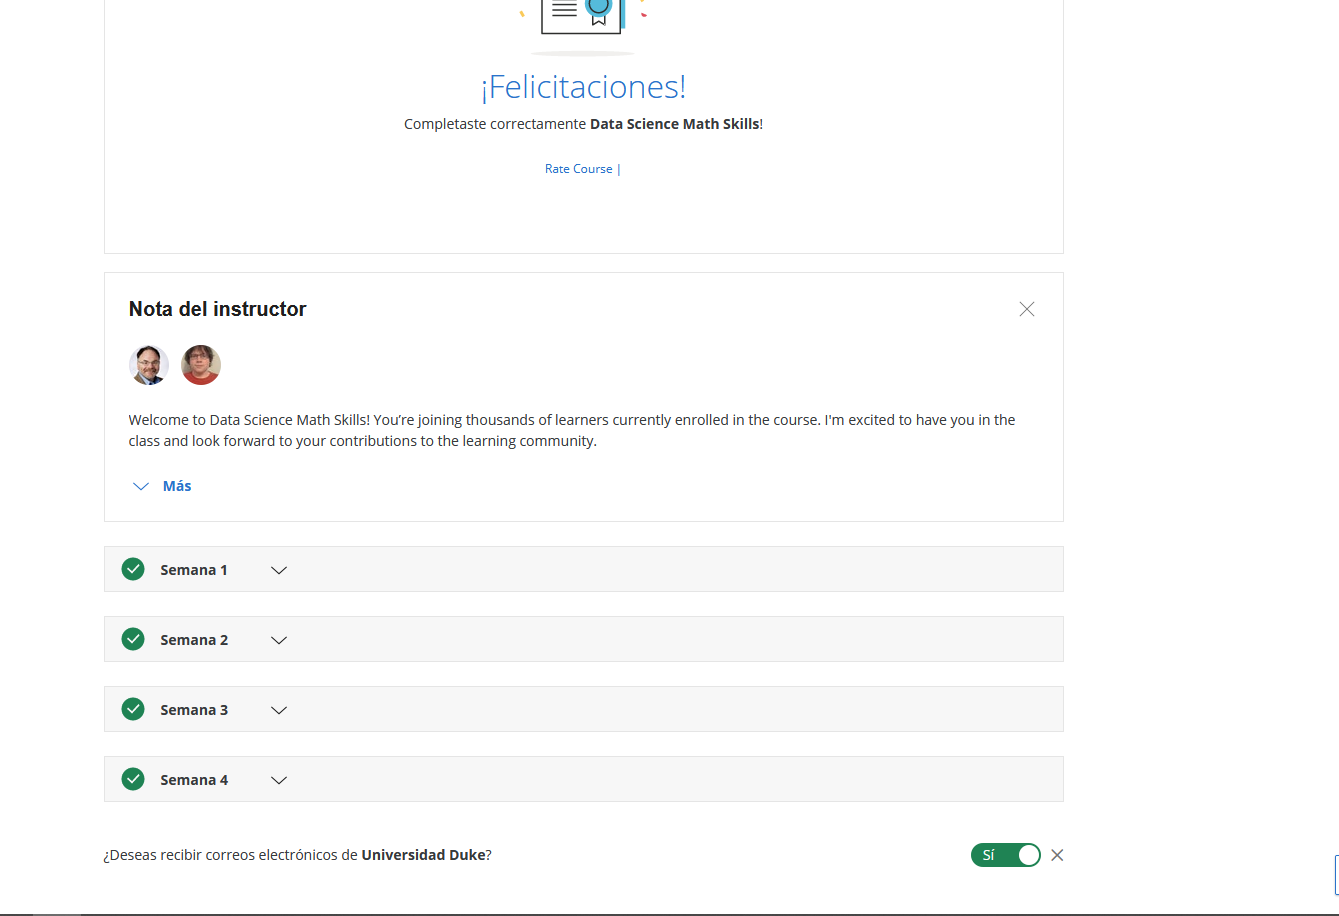 ¡Felicitaciones!
Completaste correctamente Data Science Math Skills!
Rate Course |
Nota del instructor
Welcome to Data Science Math Skills! You’re joining thousands of learners currently enrolled in the course. I'm excited to have you in the
class and look forward to your contributions to the learning community.
Más
Semana 1
Semana 2
Semana 3
Semana 4
¿Deseas recibir correos electrónicos de Universidad Duke?
Sí